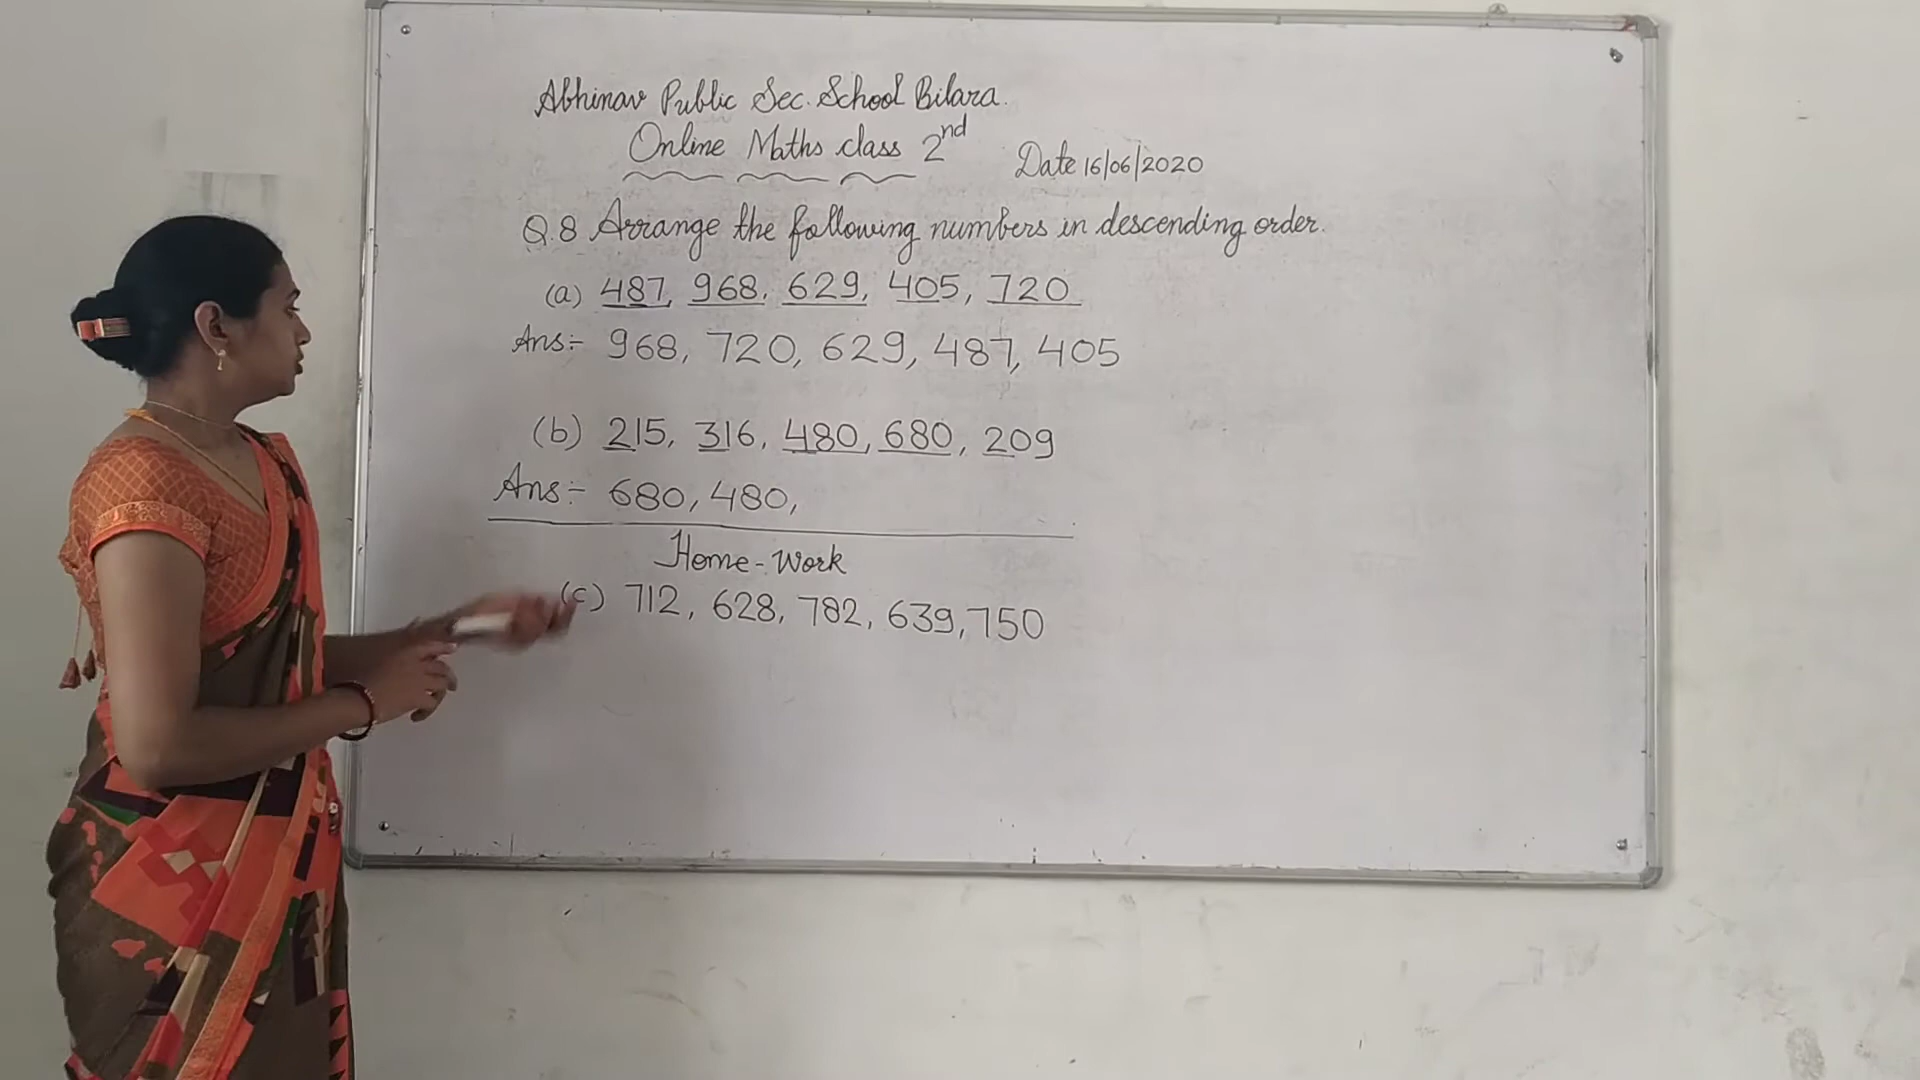 Abhinav Public Sec. School Bilara.
Online Maths class 2nd
Date 16/06/2020
Q.8 Arrange the following numbers in descending order.
(a) 487, 968, 629, 405, 720
Ans:- 968, 720, 629, 487, 405
(b) 215, 316, 480, 680, 209
Ans:- 680, 480,
Home-Work
(c) 712, 628, 782, 639, 750